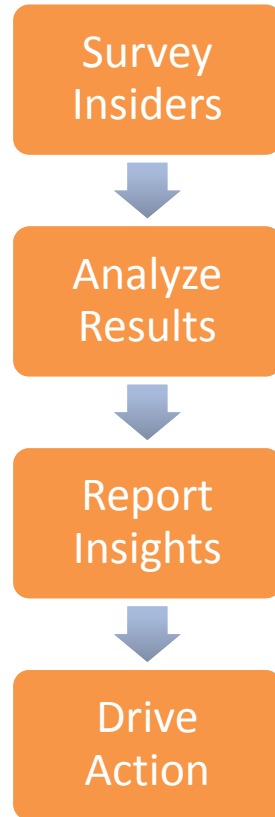 Survey
Insiders
Analyze
Results
Report
Insights
Drive
Action